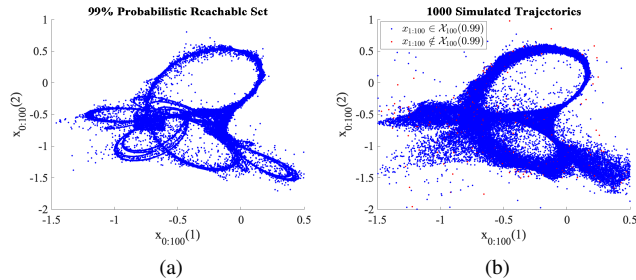 99% Probabilistic Reachable Set
1
0.5
0
-0.5
-1
-1.5
-2
x0:100(2)
-1.5 -1 -0.5 0 0.5
x0:100(1)
(a)
1000 Simulated Trajectories
x1:100 ∈ X100(0.99)
x1:100 ∉ X100(0.99)
1
0.5
0
-0.5
-1
-1.5
-2
x0:100(2)
-1.5 -1 -0.5 0 0.5
x0:100(1)
(b)